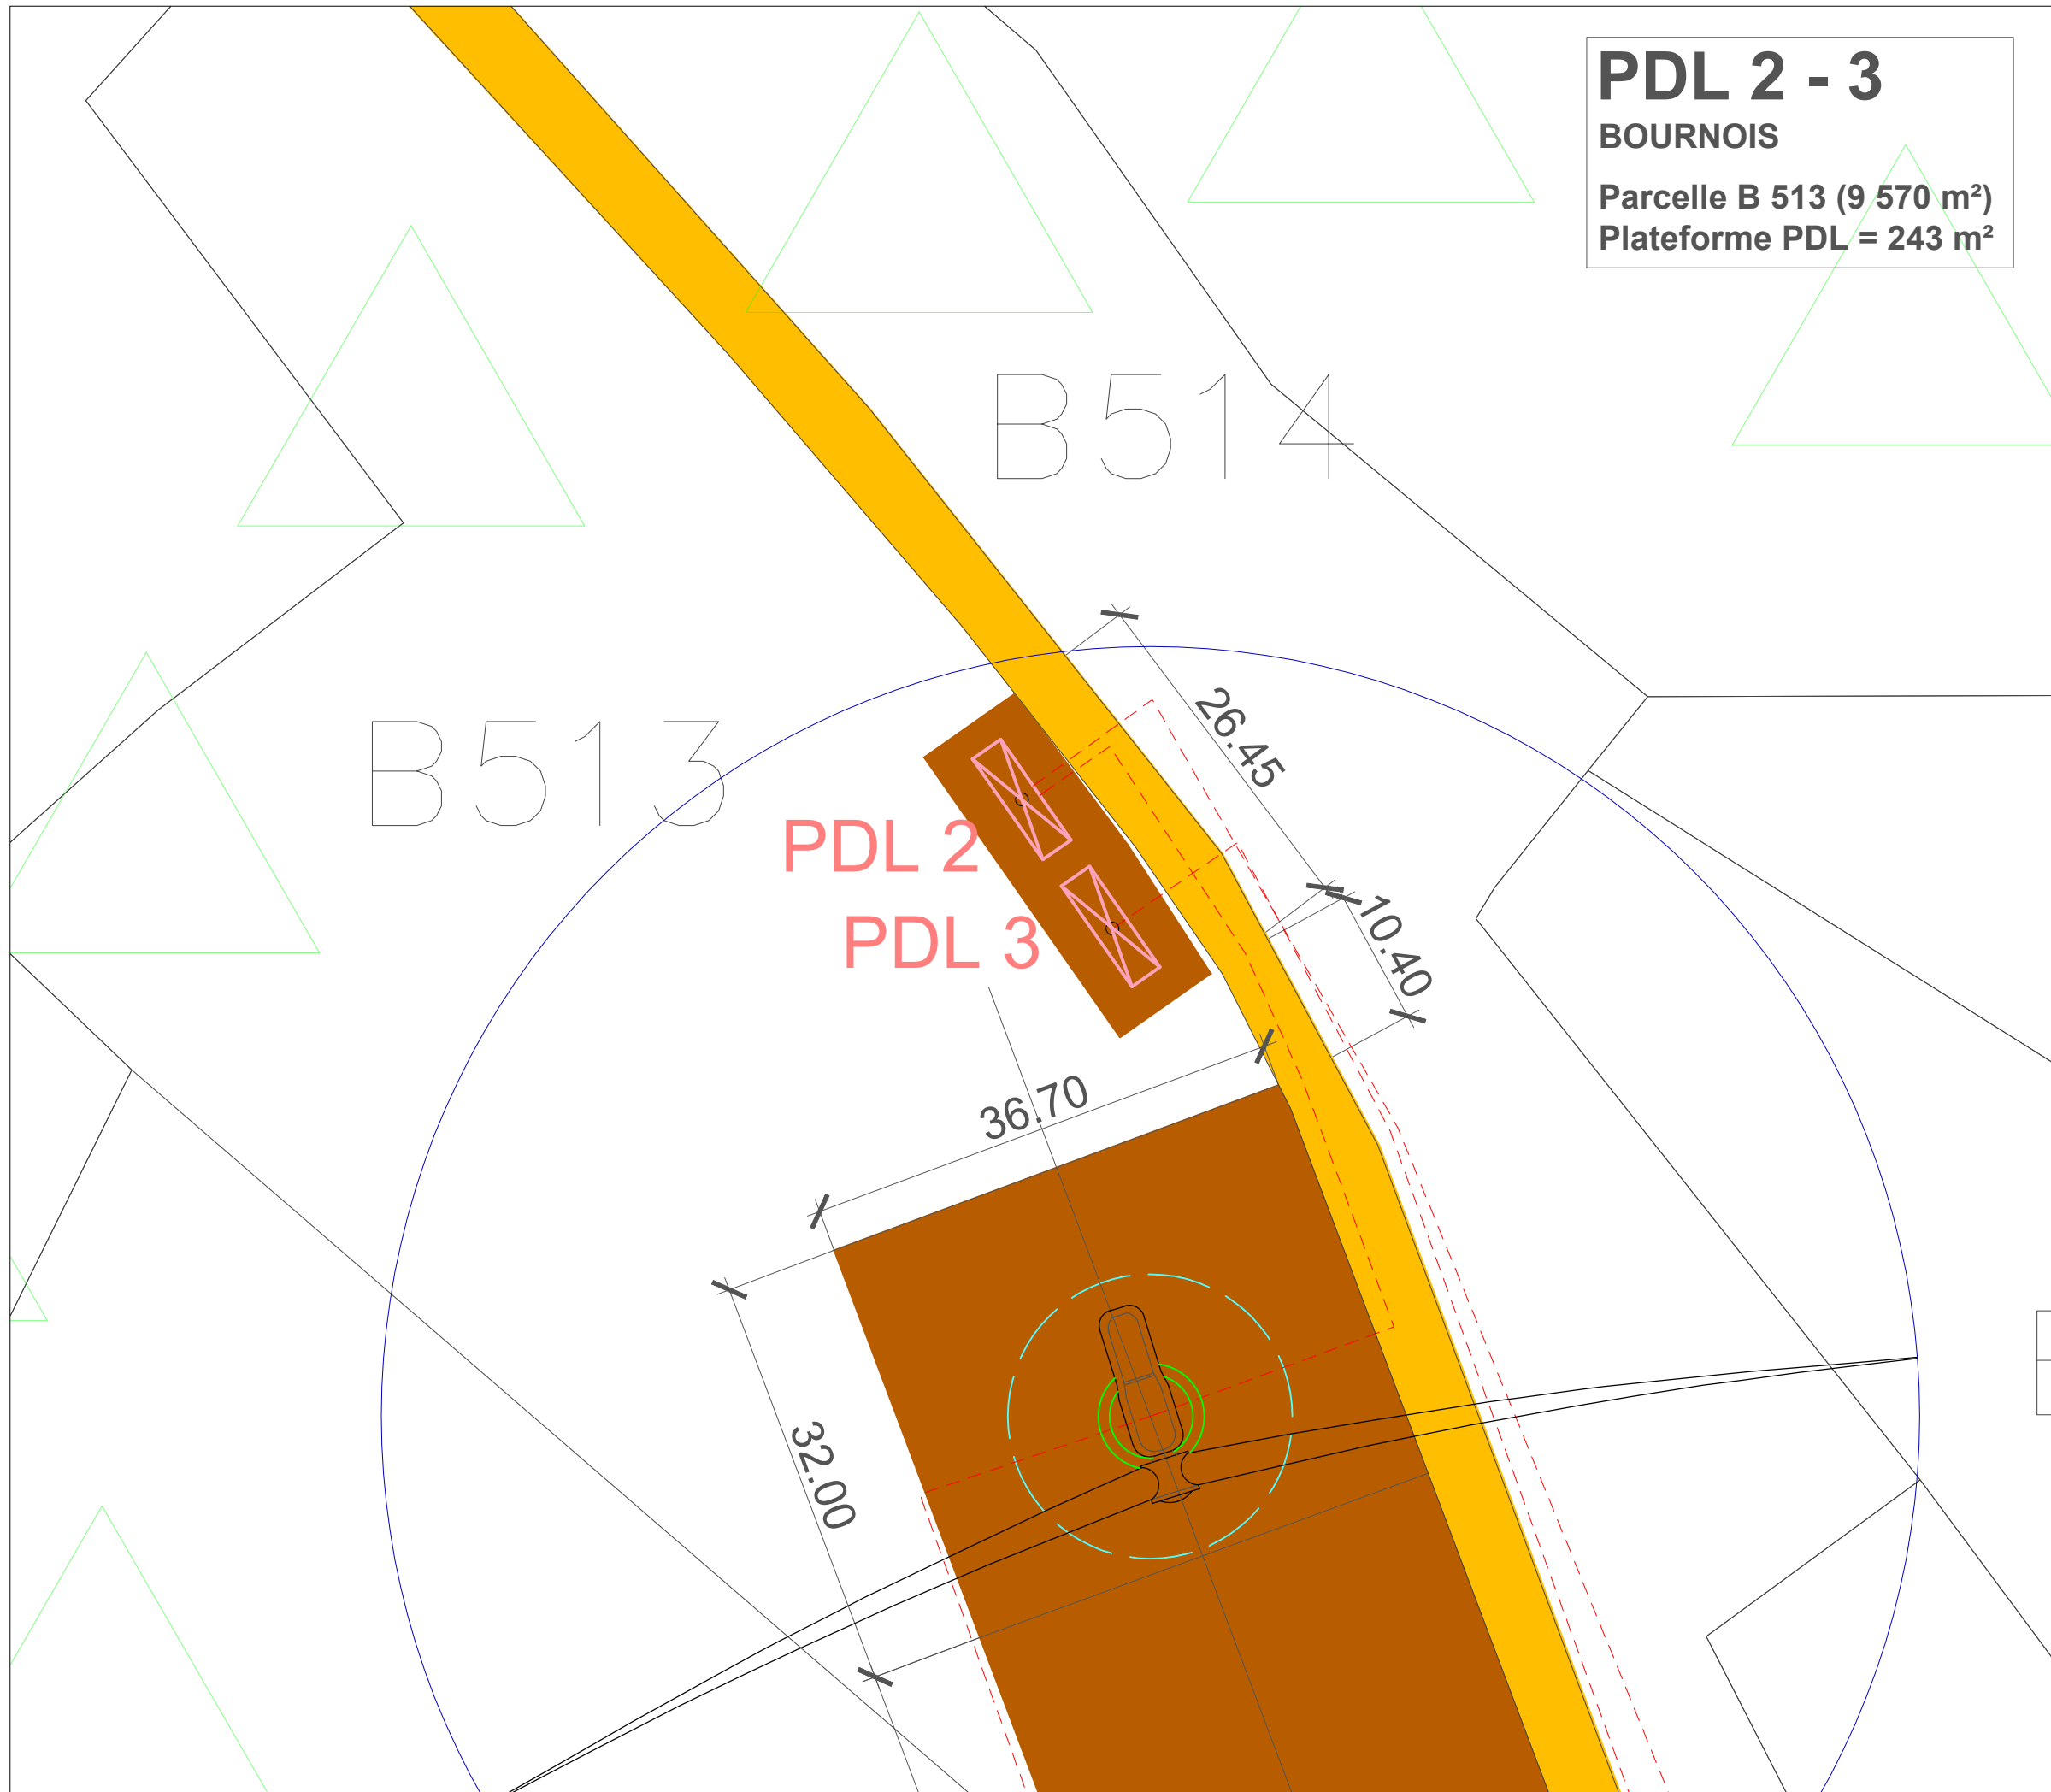 PDL 2 - 3
BOURNOIS
Parcelle B 513 (9 570 m²)
Plateforme PDL = 243 m²
B514
26.45
B513
PDL 2
10.40
PDL 3
36.70
32.00